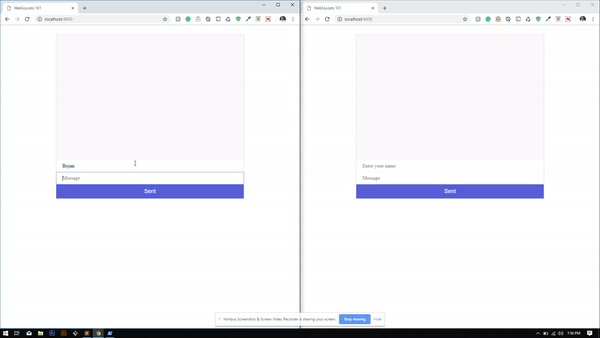 WebSockets 101
WebSockets 101
localhost:4000
localhost:4000
Bojan
Message
Sent
Enter your name
Message
Sent
Nimbus Screenshot & Screen Video Recorder is sharing your screen.
Stop sharing
Hide
7:56 PM